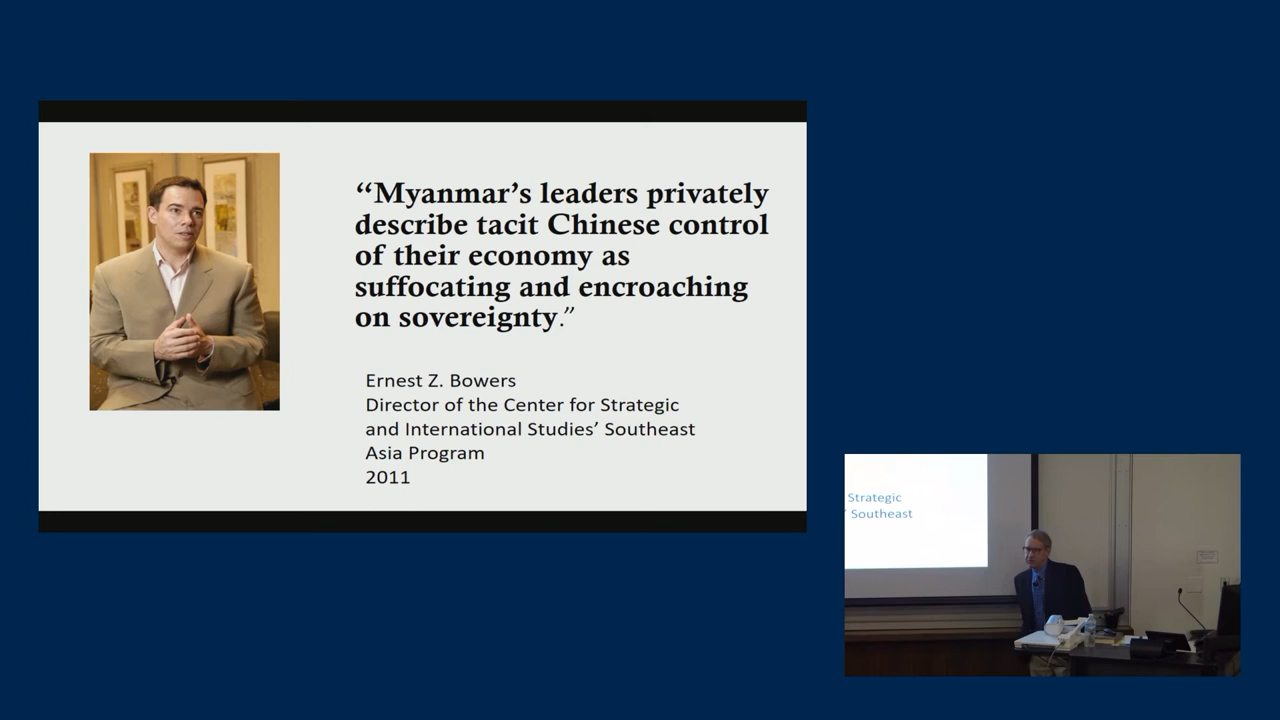 “Myanmar’s leaders privately
describe tacit Chinese control
of their economy as
suffocating and encroaching
on sovereignty.”
Ernest Z. Bowers
Director of the Center for Strategic
and International Studies’ Southeast
Asia Program
2011
Strategic
’ Southeast